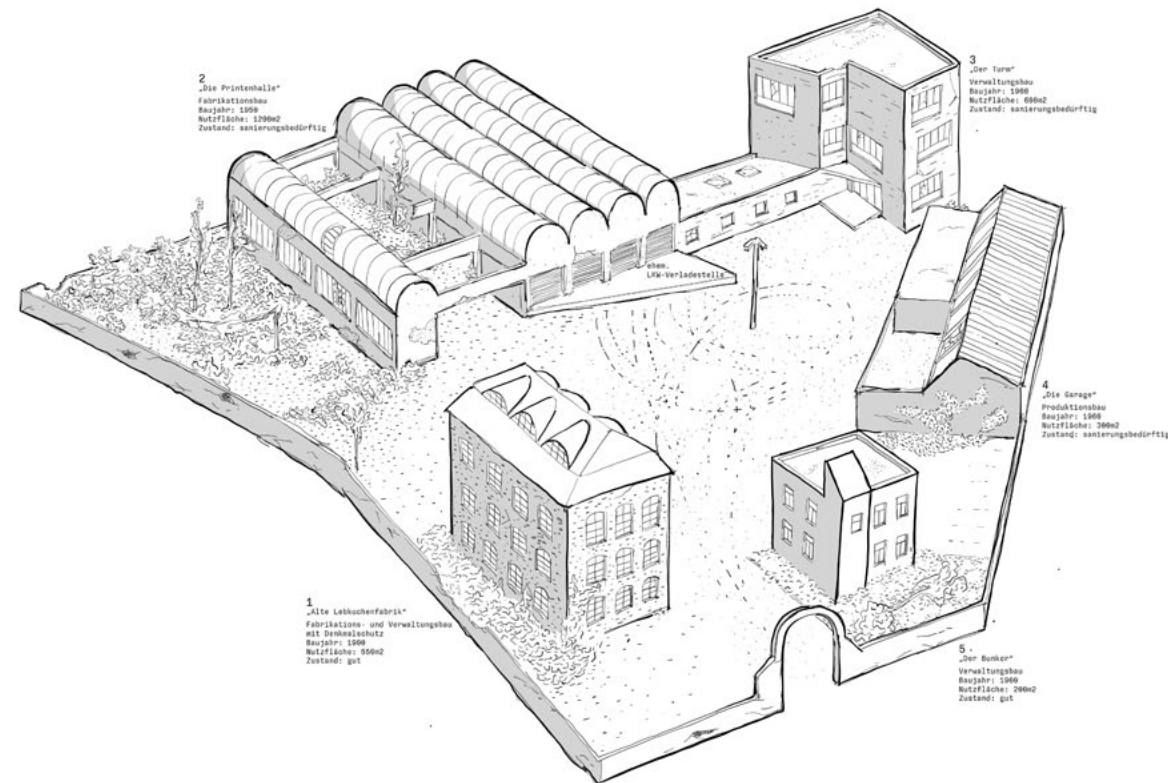 2
„Die Printenhalle“
Fabrikationsbau
Baujahr: 1950
Nutzfläche: 1200m2
Zustand: sanierungsbedürftig
3
„Der Turm“
Verwaltungsbau
Baujahr: 1960
Nutzfläche: 600m2
Zustand: sanierungsbedürftig
ehem.
LKW-Verladestelle
4
„Die Garage“
Produktionsbau
Baujahr: 1960
Nutzfläche: 300m2
Zustand: sanierungsbedürftig
1
„Alte Lebkuchenfabrik“
Fabrikations- und Verwaltungsbau
mit Denkmalschutz
Baujahr: 1900
Nutzfläche: 550m2
Zustand: gut
5
„Der Bunker“
Verwaltungsbau
Baujahr: 1960
Nutzfläche: 200m2
Zustand: gut